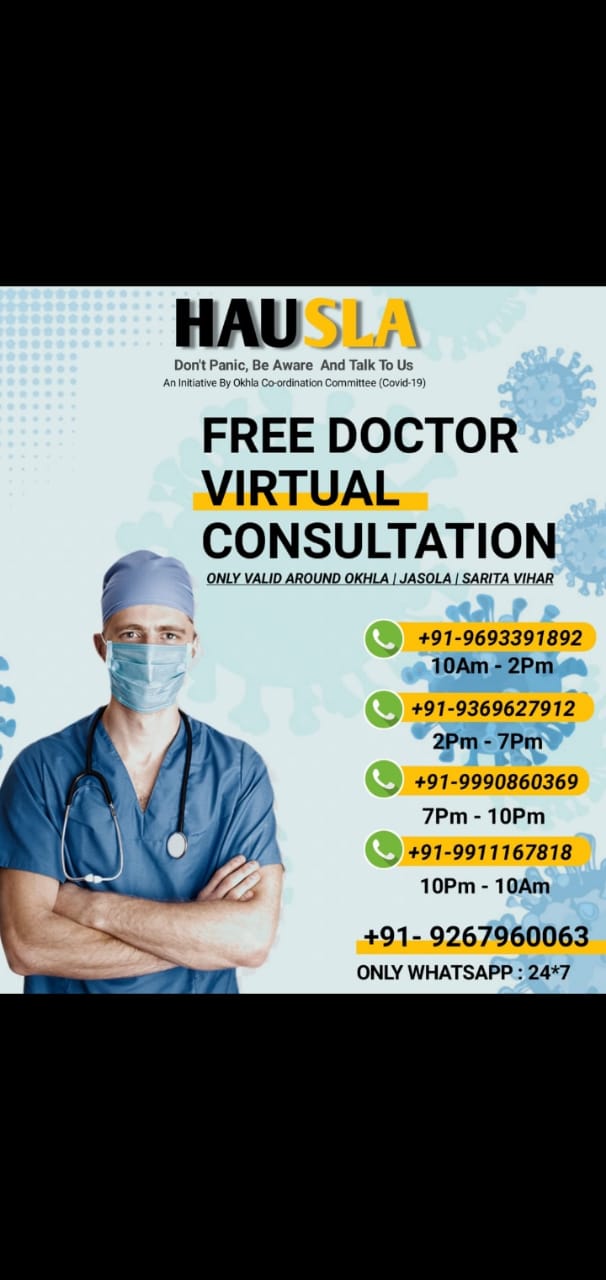 HAUSLA
Don't Panic, Be Aware And Talk To Us
An Initiative By Okhla Co-ordination Committee (Covid-19)
FREE DOCTOR
VIRTUAL
CONSULTATION
ONLY VALID AROUND OKHLA | JASOLA | SARITA VIHAR
+91-9693391892
10Am - 2Pm
+91-9369627912
2Pm - 7Pm
+91-9990860369
7Pm - 10Pm
+91-9911167818
10Pm - 10Am
+91- 9267960063
ONLY WHATSAPP : 24*7